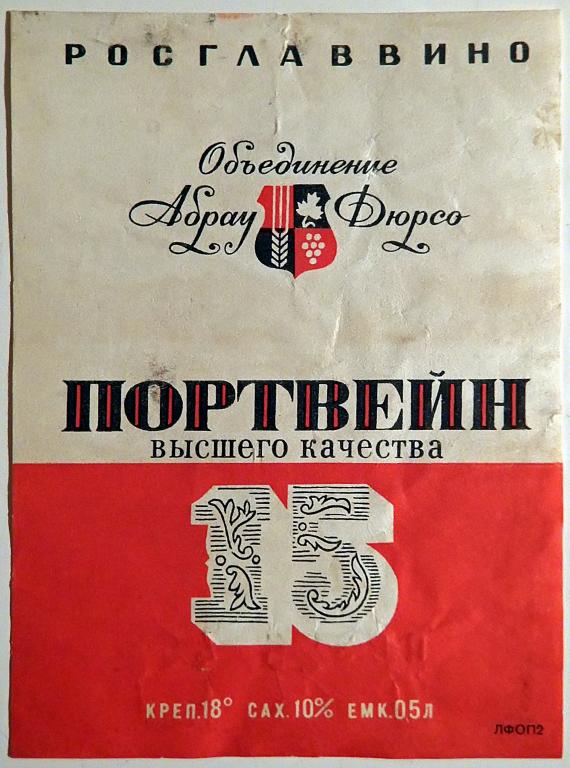 РОСГЛАВВИНО
Объединение
Абрау Дюрсо
ПОРТВЕЙН
высшего качества
15
КРЕП.18° САХ.10% ЕМК.0,5Л
ЛФОП2